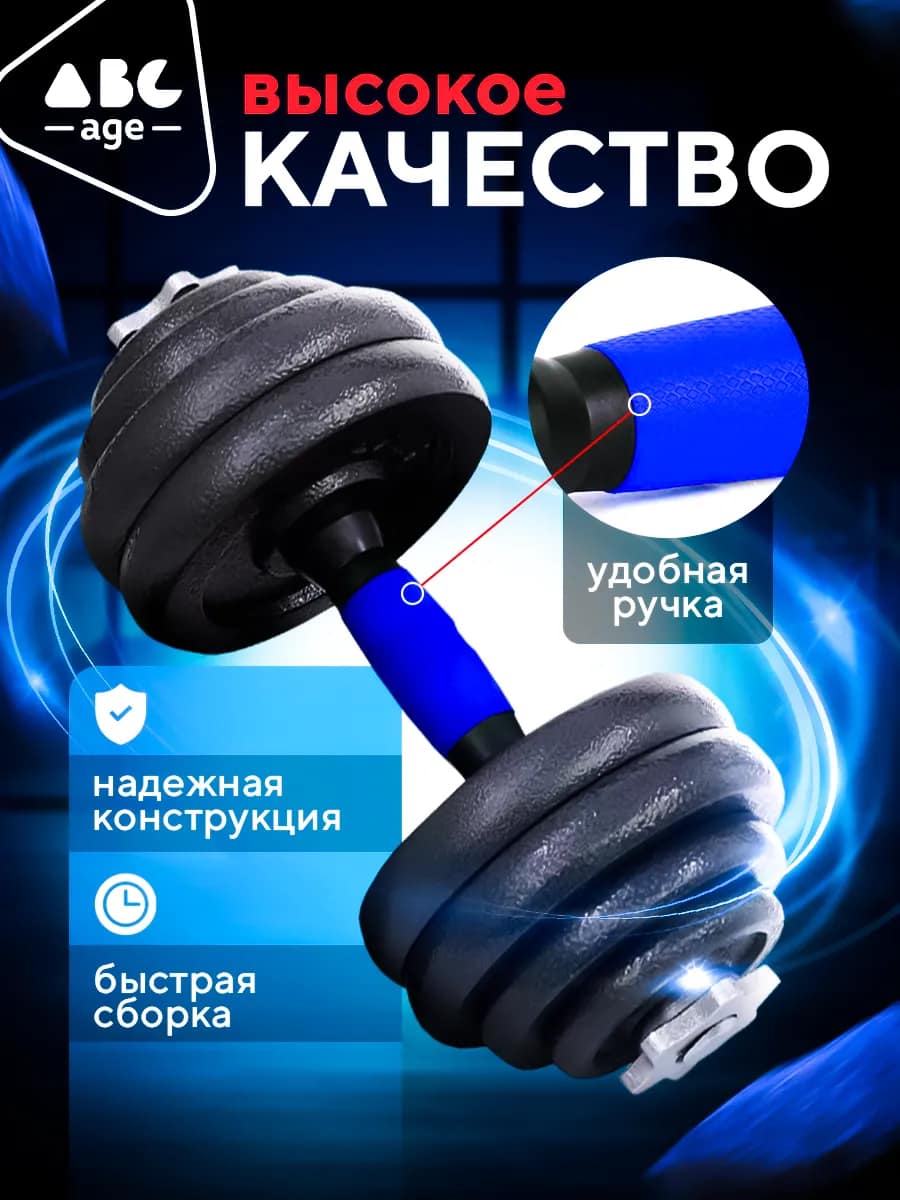 ABC
age
ВЫСОКОЕ
КАЧЕСТВО
удобная
ручка
надежная
конструкция
быстрая
сборка